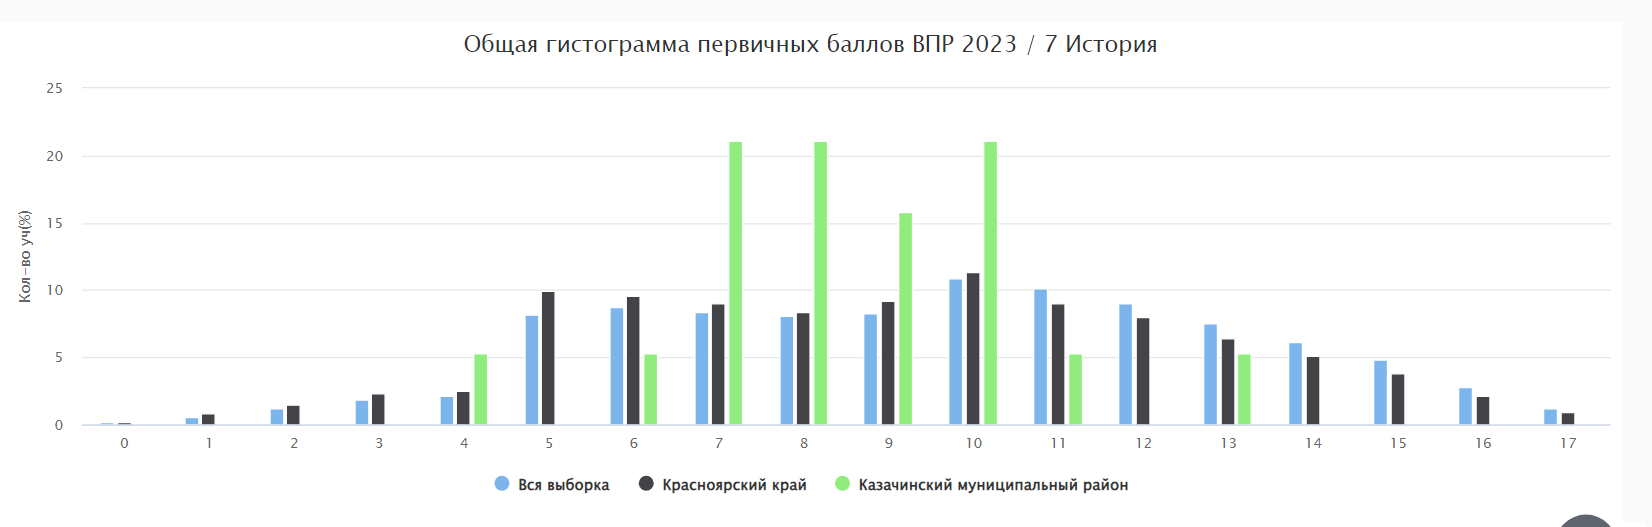 Общая гистограмма первичных баллов ВПР 2023 / 7 История
Кол-во уч(%)
25
20
15
10
5
0
0 1 2 3 4 5 6 7 8 9 10 11 12 13 14 15 16 17
Вся выборка Красноярский край Казачинский муниципальный район